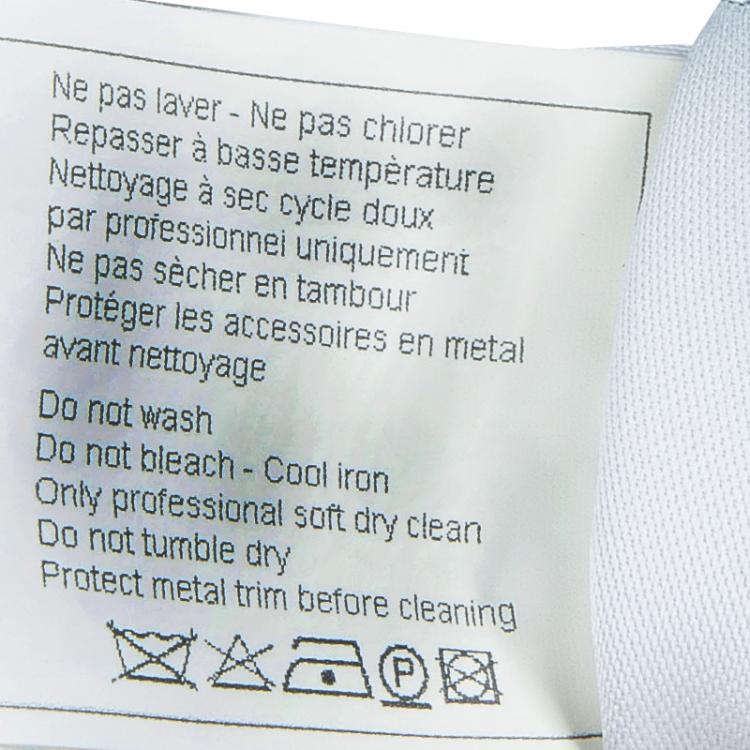 Ne pas laver - Ne pas chlorer
Repasser à basse tempèrature
Nettoyage à sec cycle doux
par professionnel uniquement
Ne pas sècher en tambour
Protéger les accessoires en metal
avant nettoyage
Do not wash
Do not bleach - Cool iron
Only professional soft dry clean
Do not tumble dry
Protect metal trim before cleaning
P